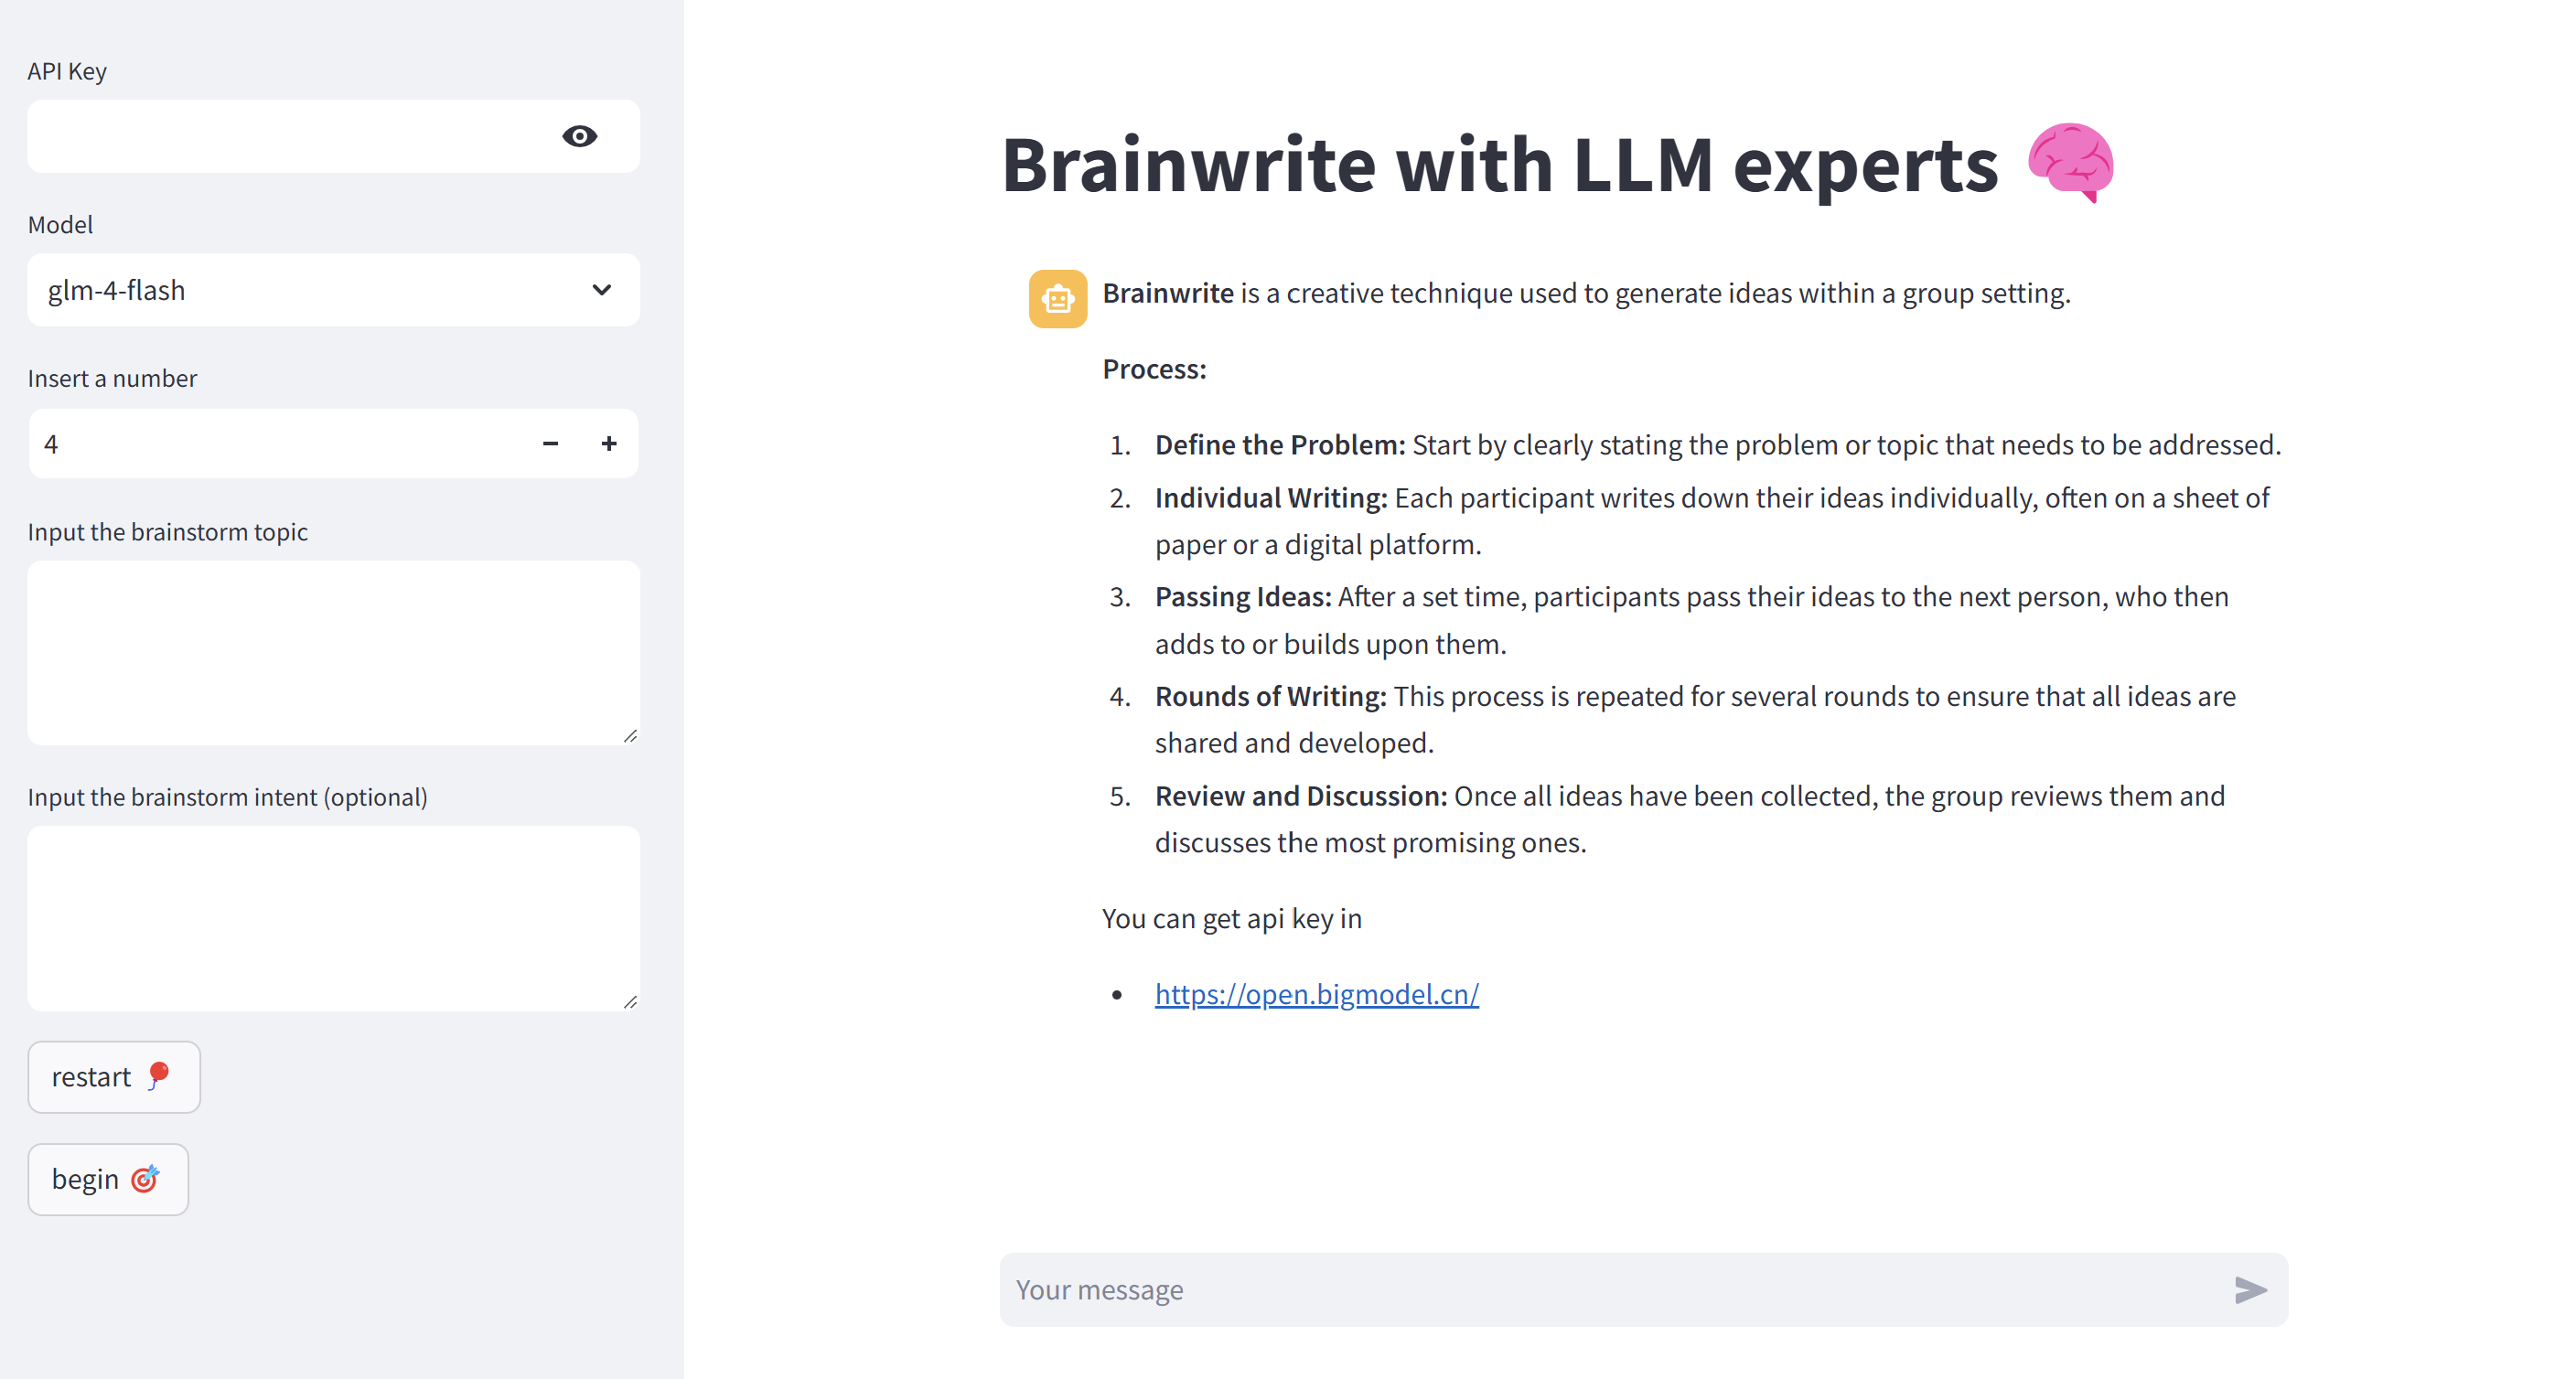 API Key
Model
glm-4-flash
Insert a number
4
Input the brainstorm topic
Input the brainstorm intent (optional)
restart 🎈
begin 🎯
Brainwrite with LLM experts 🧠
Brainwrite is a creative technique used to generate ideas within a group setting.
Process:
1. Define the Problem: Start by clearly stating the problem or topic that needs to be addressed.
2. Individual Writing: Each participant writes down their ideas individually, often on a sheet of
paper or a digital platform.
3. Passing Ideas: After a set time, participants pass their ideas to the next person, who then
adds to or builds upon them.
4. Rounds of Writing: This process is repeated for several rounds to ensure that all ideas are
shared and developed.
5. Review and Discussion: Once all ideas have been collected, the group reviews them and
discusses the most promising ones.
You can get api key in
• https://open.bigmodel.cn/
Your message